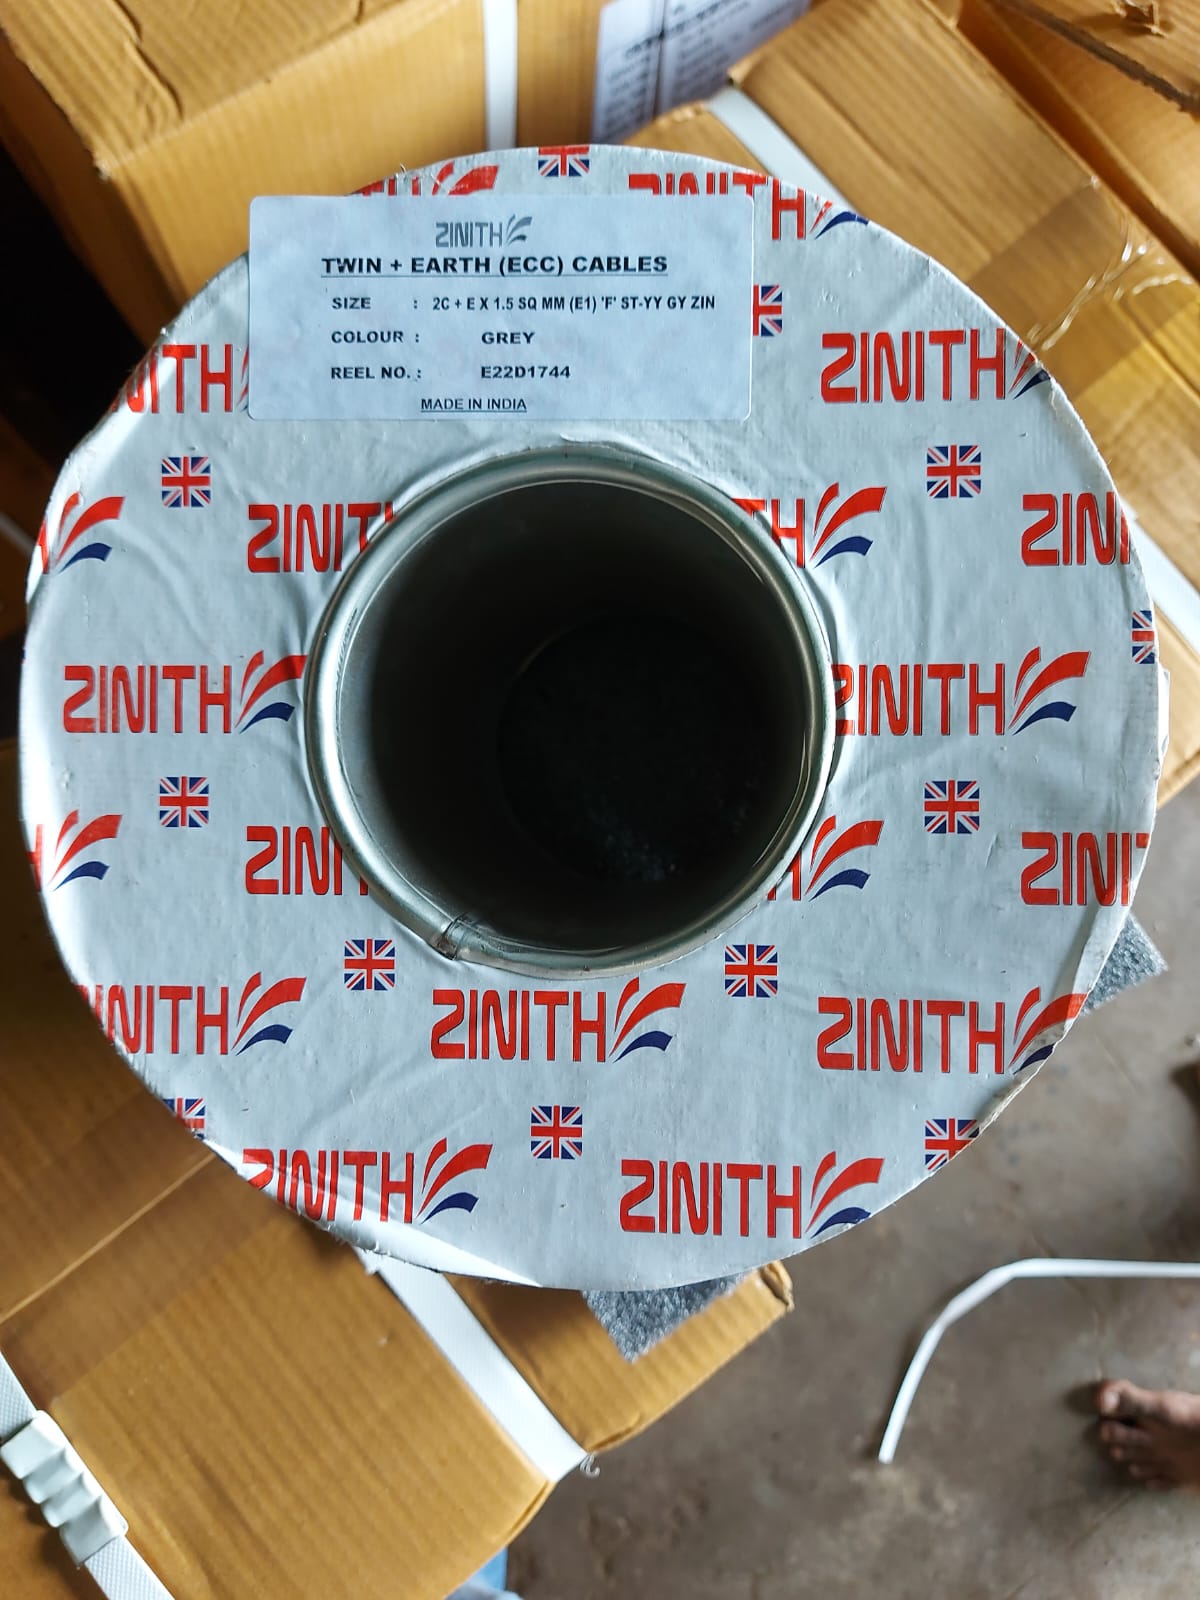 ZINITH
TWIN + EARTH (ECC) CABLES
SIZE : 2C + E X 1.5 SQ MM (E1) 'F' ST-YY GY ZIN
COLOUR : GREY
REEL NO. : E22D1744
MADE IN INDIA
ZINITH
ZINITH
ZINITH
ZINITH
ZINITH
ZINITH
ZINITH
ZINITH
ZINITH
ZINITH